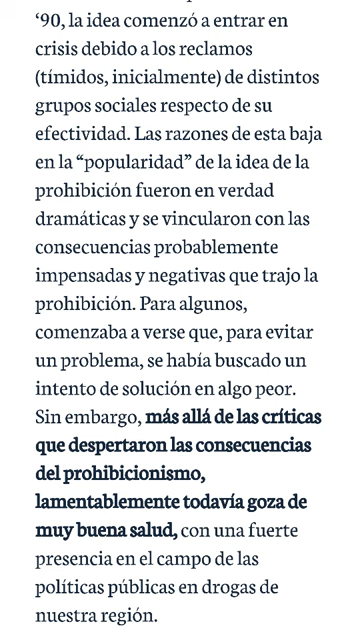 ‘90, la idea comenzó a entrar en
crisis debido a los reclamos
(tímidos, inicialmente) de distintos
grupos sociales respecto de su
efectividad. Las razones de esta baja
en la “popularidad” de la idea de la
prohibición fueron en verdad
dramáticas y se vincularon con las
consecuencias probablemente
impensadas y negativas que trajo la
prohibición. Para algunos,
comenzaba a verse que, para evitar
un problema, se había buscado un
intento de solución en algo peor.
Sin embargo, más allá de las críticas
que despertaron las consecuencias
del prohibicionismo,
lamentablemente todavía goza de
muy buena salud, con una fuerte
presencia en el campo de las
políticas públicas en drogas de
nuestra región.